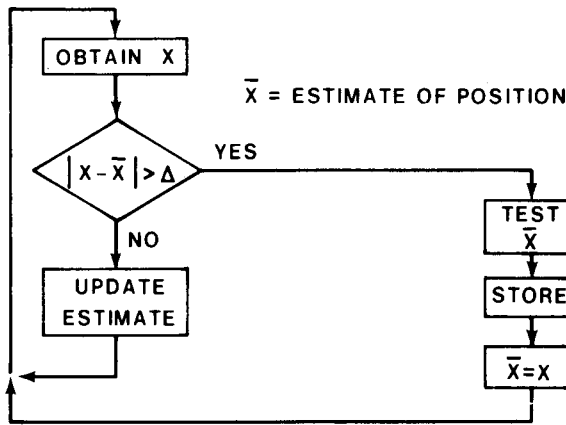 OBTAIN X
X̄ = ESTIMATE OF POSITION
YES
|X-X̄|>Δ
TEST
X̄
NO
UPDATE
ESTIMATE
STORE
X̄=X